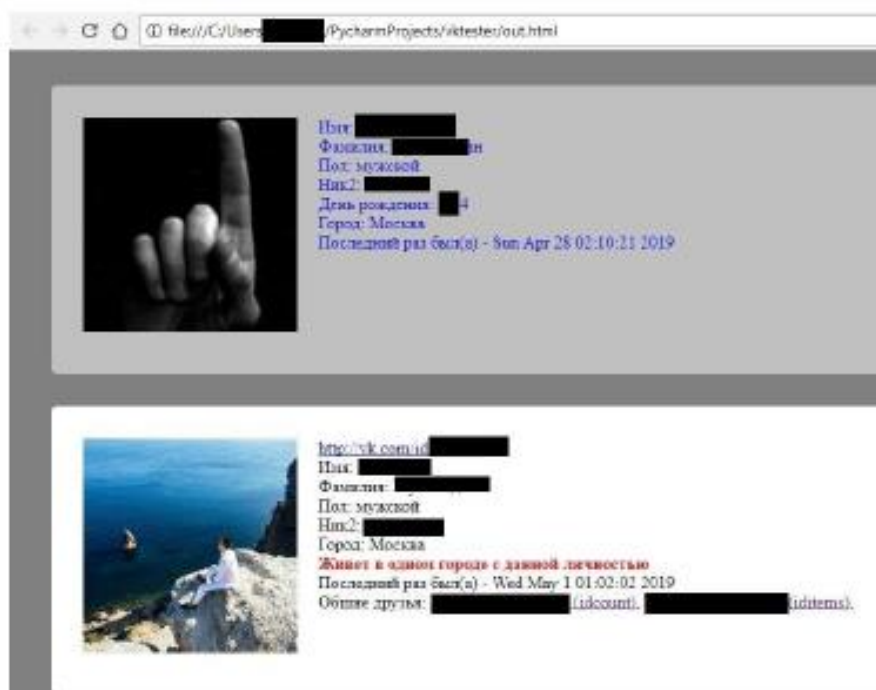 file:///C:/Users /PycharmProjects/vktester/out.html
Имя:
Фамилия: ин
Пол: мужской
Ник2:
День рождения: 4
Город: Москва
Последний раз был(а) - Sun Apr 28 02:10:21 2019
http://vk.com/id
Имя:
Фамилия:
Пол: мужской
Ник2:
Город: Москва
Живет в одном городе с данной личностью
Последний раз был(а) - Wed May 1 01:02:02 2019
Общие друзья: (idcount), (iditems),